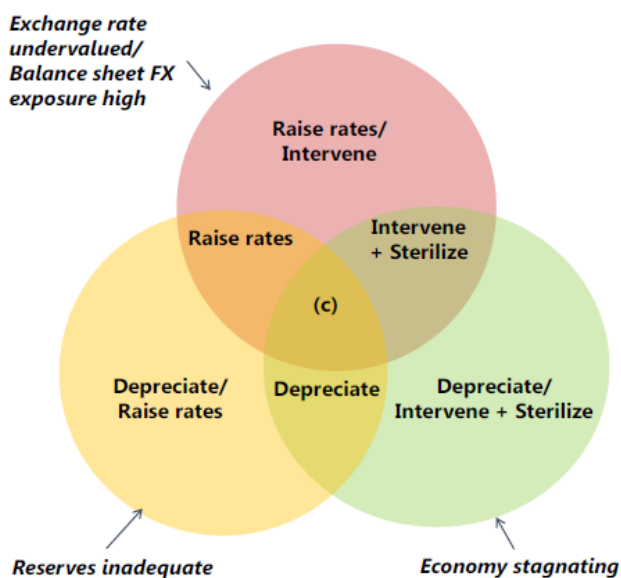 Exchange rate
undervalued/
Balance sheet FX
exposure high
Raise rates/
Intervene
Raise rates
Intervene
+ Sterilize
(c)
Depreciate/
Raise rates
Depreciate
Depreciate/
Intervene + Sterilize
Reserves inadequate
Economy stagnating